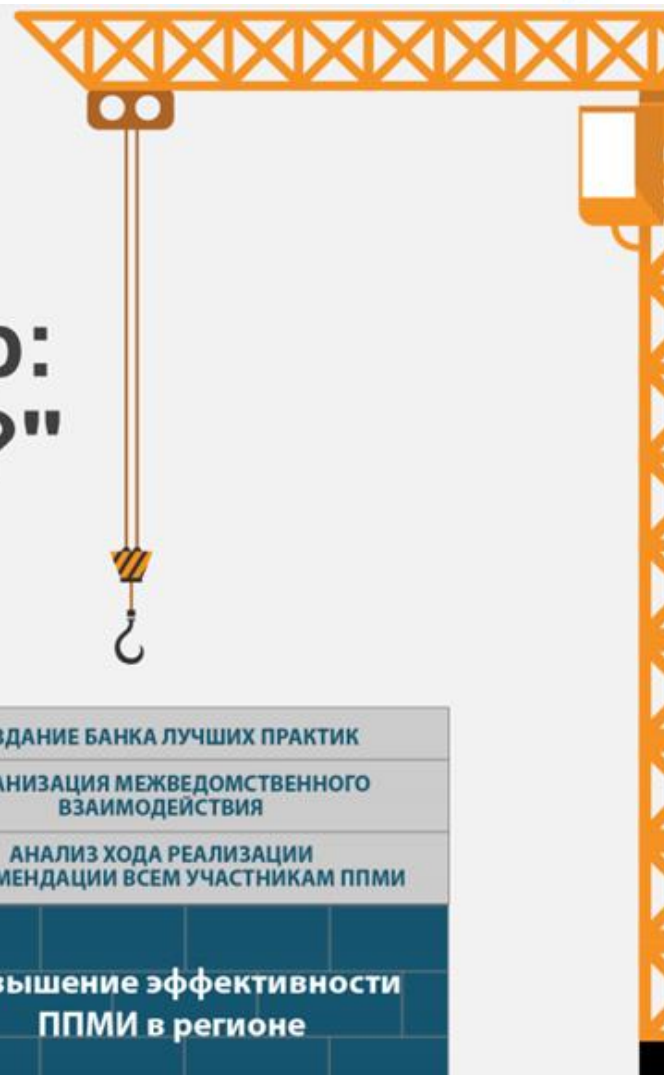 :
?"
ЗДАНИЕ БАНКА ЛУЧШИХ ПРАКТИК
АНИЗАЦИЯ МЕЖВЕДОМСТВЕННОГО
ВЗАИМОДЕЙСТВИЯ
АНАЛИЗ ХОДА РЕАЛИЗАЦИИ
МЕНДАЦИИ ВСЕМ УЧАСТНИКАМ ППМИ
вышение эффективности
ППМИ в регионе